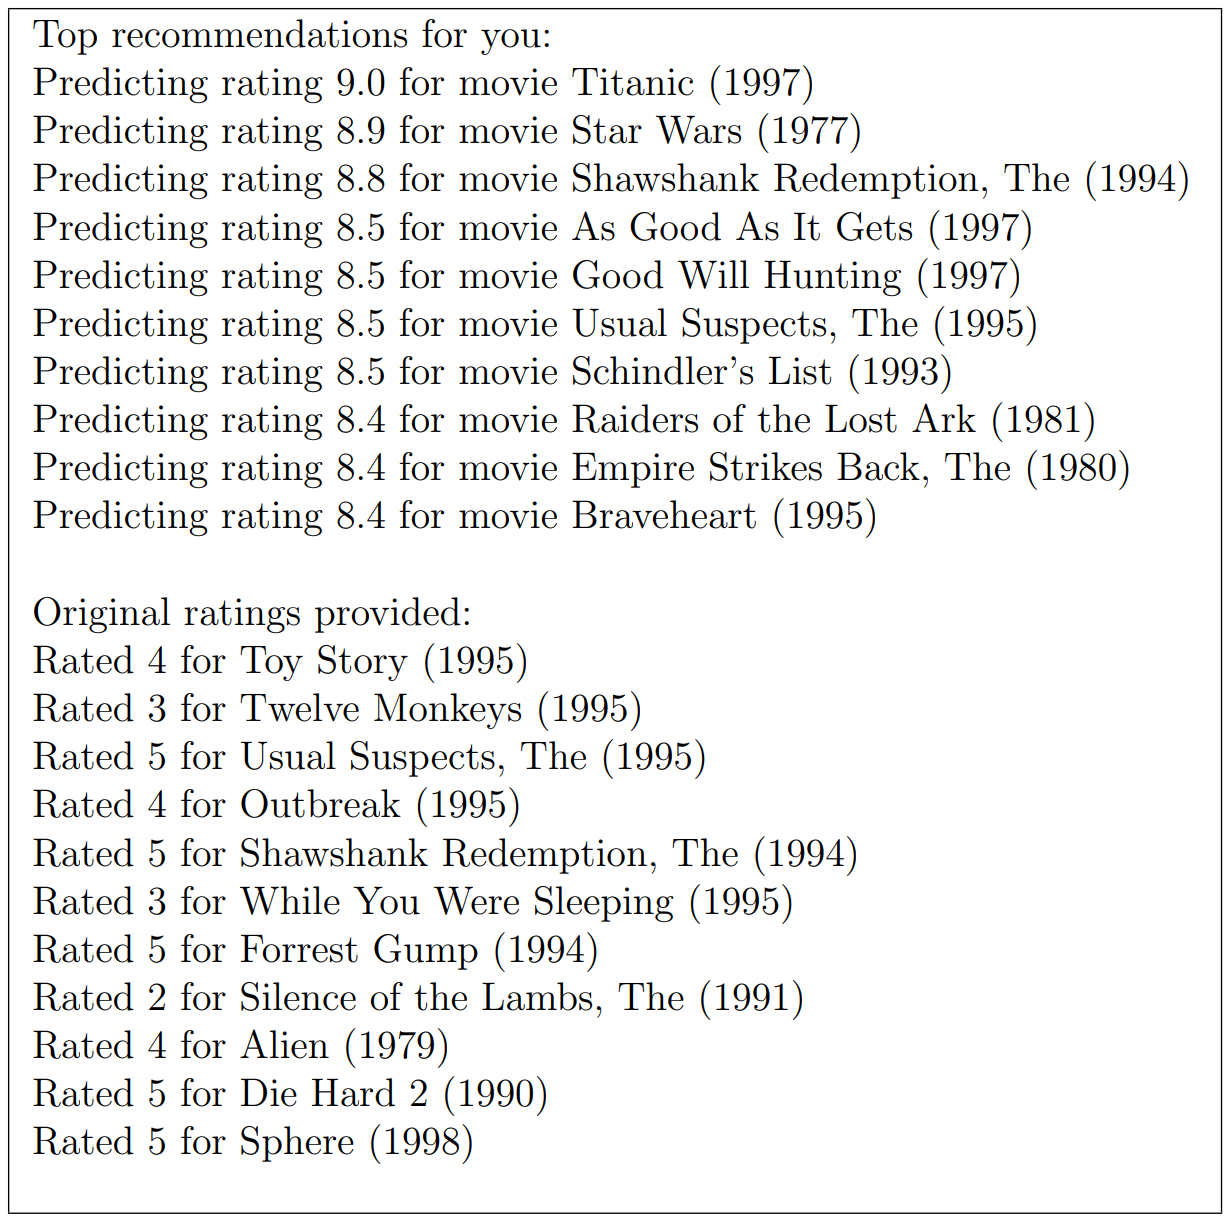 Top recommendations for you:
Predicting rating 9.0 for movie Titanic (1997)
Predicting rating 8.9 for movie Star Wars (1977)
Predicting rating 8.8 for movie Shawshank Redemption, The (1994)
Predicting rating 8.5 for movie As Good As It Gets (1997)
Predicting rating 8.5 for movie Good Will Hunting (1997)
Predicting rating 8.5 for movie Usual Suspects, The (1995)
Predicting rating 8.5 for movie Schindler's List (1993)
Predicting rating 8.4 for movie Raiders of the Lost Ark (1981)
Predicting rating 8.4 for movie Empire Strikes Back, The (1980)
Predicting rating 8.4 for movie Braveheart (1995)
Original ratings provided:
Rated 4 for Toy Story (1995)
Rated 3 for Twelve Monkeys (1995)
Rated 5 for Usual Suspects, The (1995)
Rated 4 for Outbreak (1995)
Rated 5 for Shawshank Redemption, The (1994)
Rated 3 for While You Were Sleeping (1995)
Rated 5 for Forrest Gump (1994)
Rated 2 for Silence of the Lambs, The (1991)
Rated 4 for Alien (1979)
Rated 5 for Die Hard 2 (1990)
Rated 5 for Sphere (1998)